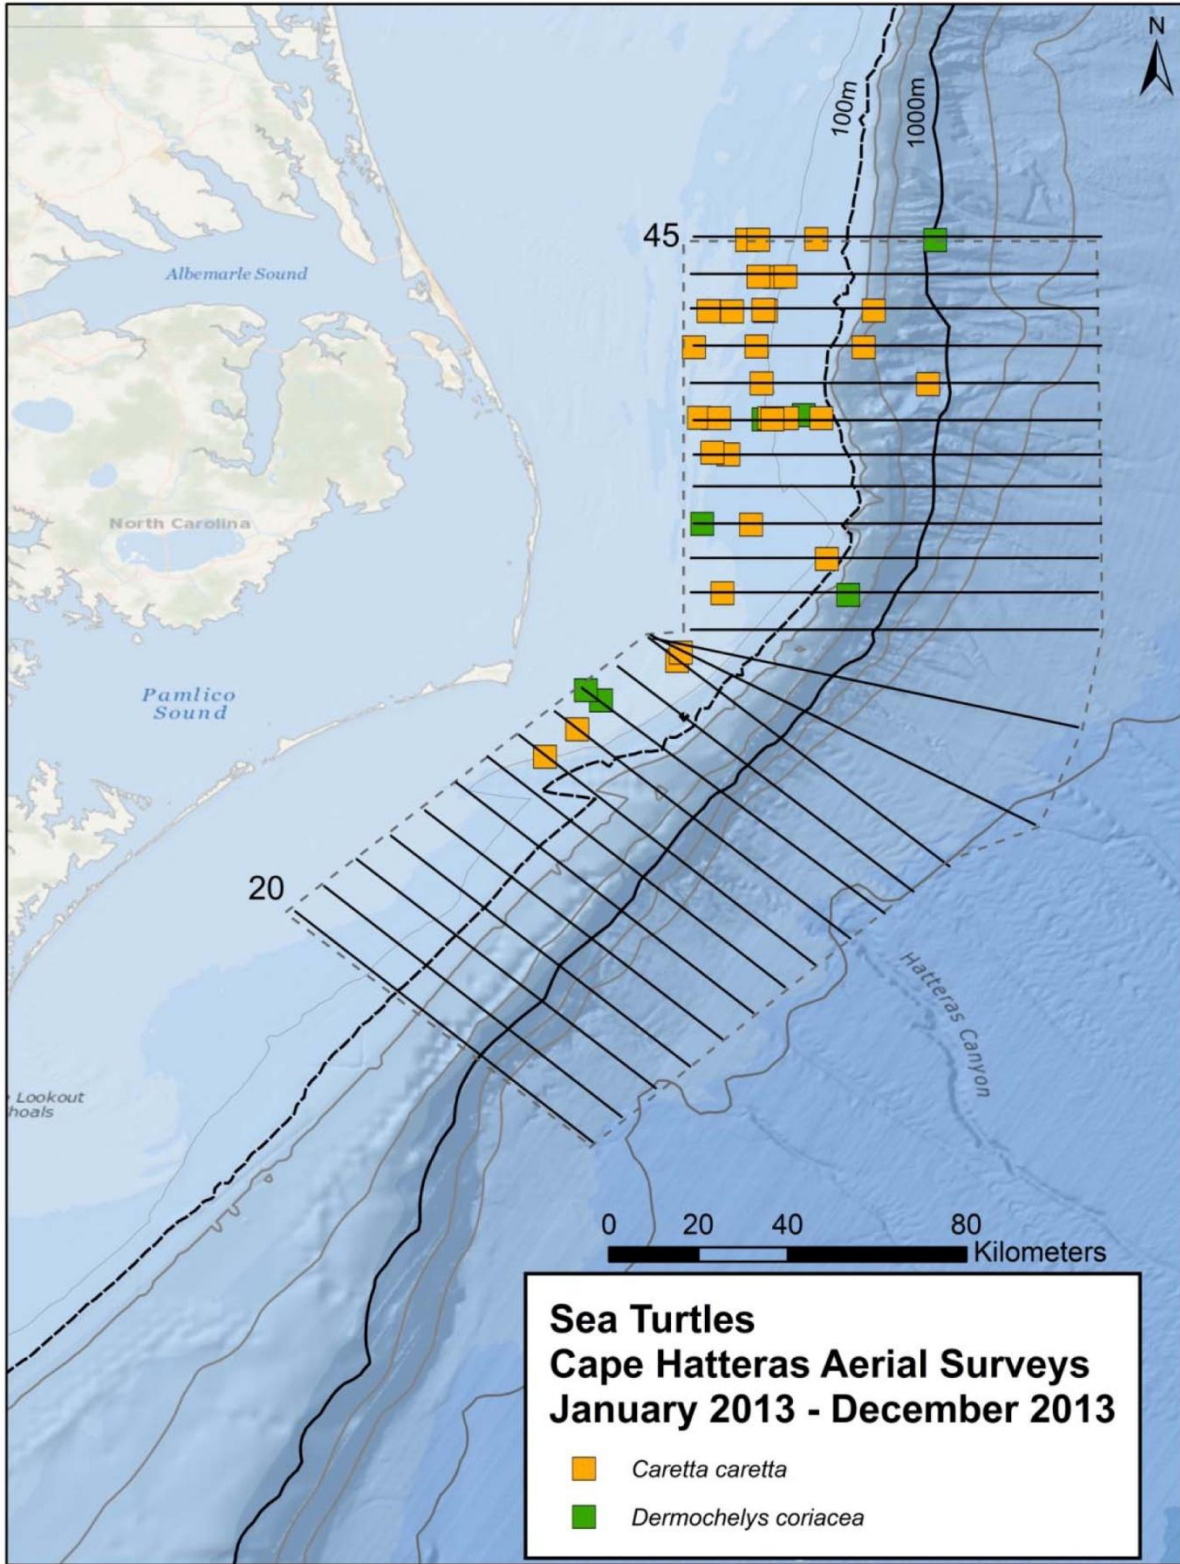 N
100m
1000m
45
Albemarle Sound
North Carolina
Pamlico
Sound
20
Hatteras Canyon
Lookout
hoals
0 20 40 80
Kilometers
Sea Turtles
Cape Hatteras Aerial Surveys
January 2013 - December 2013
Caretta caretta
Dermochelys coriacea